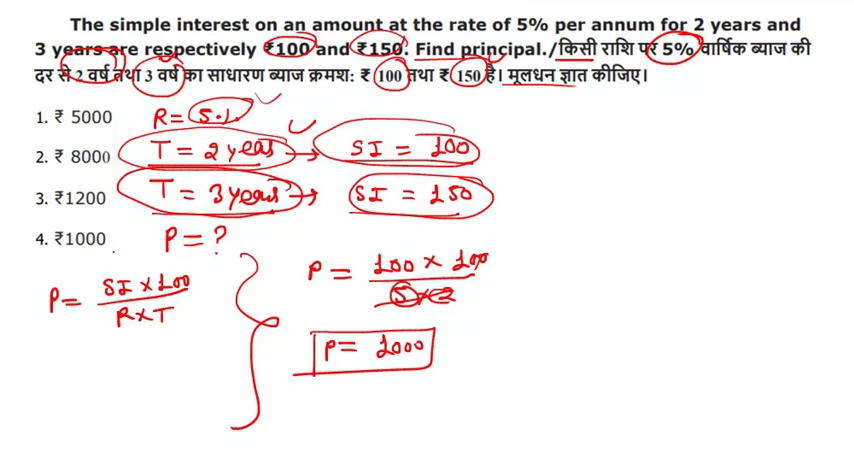 The simple interest on an amount at the rate of 5% per annum for 2 years and
3 years are respectively ₹100 and ₹150. Find principal./किसी राशि पर 5% वार्षिक ब्याज की
दर से 2 वर्ष तथा 3 वर्ष का साधारण ब्याज क्रमश: ₹ 100 तथा ₹ 150 है। मूलधन ज्ञात कीजिए।
1. ₹ 5000
R = 5%
2. ₹ 8000
T = 2 years → SI = 100
3. ₹1200
T = 3 years → SI = 150
4. ₹1000
P = ?
P = SI × 100 / R × T
P = 100 × 100 / 5 × 2
P = 1000